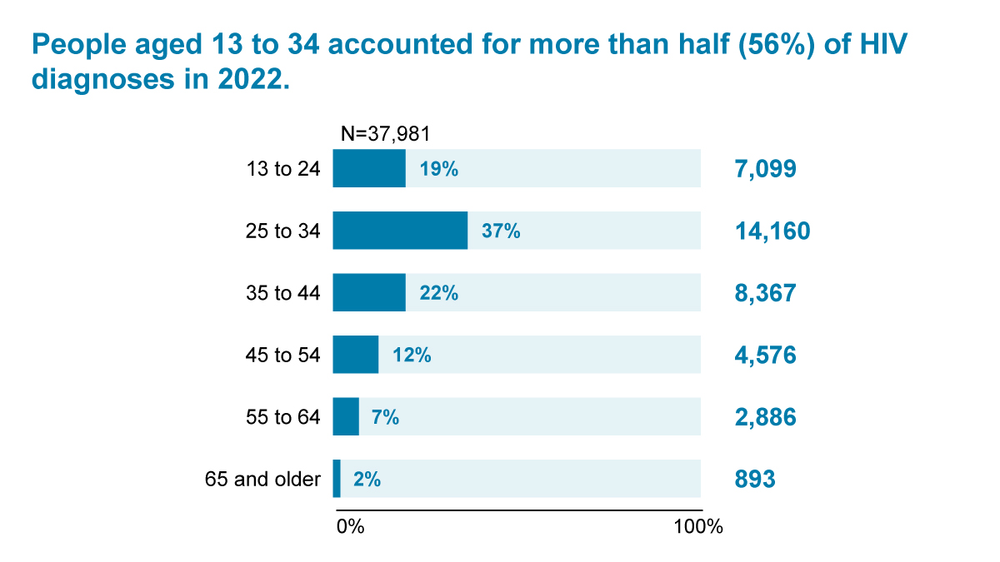 People aged 13 to 34 accounted for more than half (56%) of HIV
diagnoses in 2022.
N=37,981
13 to 24 19% 7,099
25 to 34 37% 14,160
35 to 44 22% 8,367
45 to 54 12% 4,576
55 to 64 7% 2,886
65 and older 2% 893
0% 100%